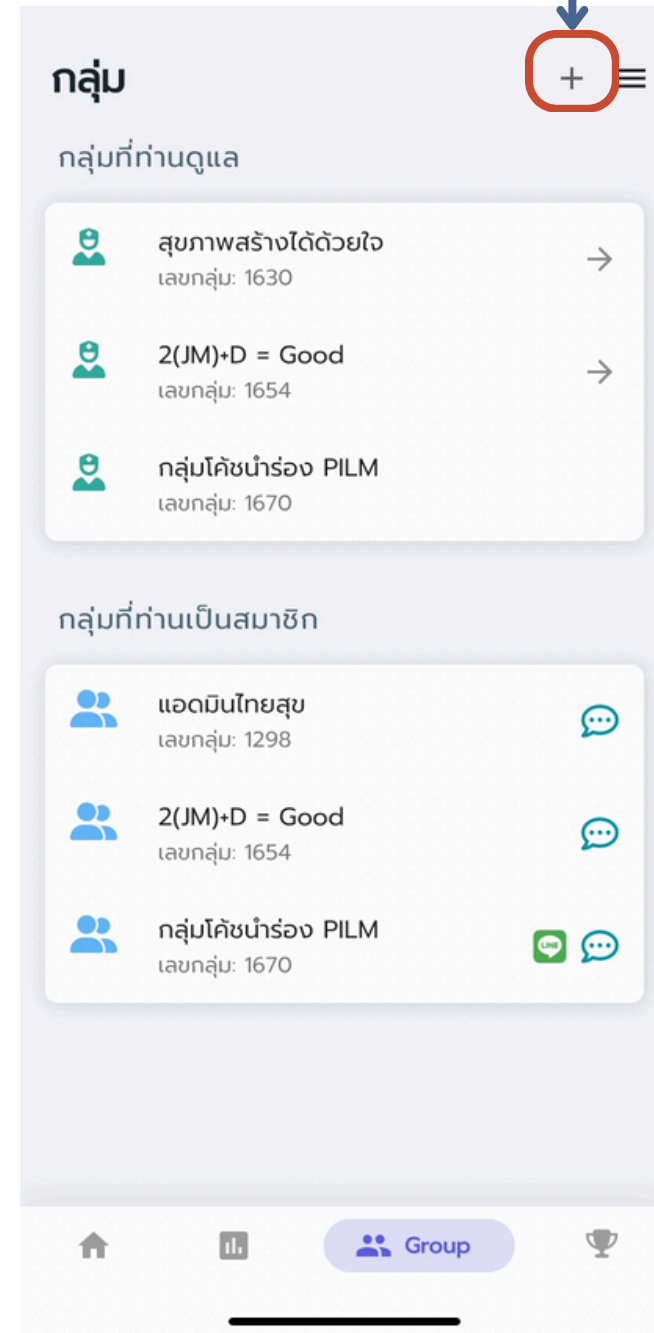 กลุ่ม
กลุ่มที่ท่านดูแล
สุขภาพสร้างได้ด้วยใจ
เลขกลุ่ม: 1630
2(JM)+D = Good
เลขกลุ่ม: 1654
กลุ่มโค้ชนำร่อง PILM
เลขกลุ่ม: 1670
กลุ่มที่ท่านเป็นสมาชิก
แอดมินไทยสุข
เลขกลุ่ม: 1298
2(JM)+D = Good
เลขกลุ่ม: 1654
กลุ่มโค้ชนำร่อง PILM
LINE
เลขกลุ่ม: 1670
Group